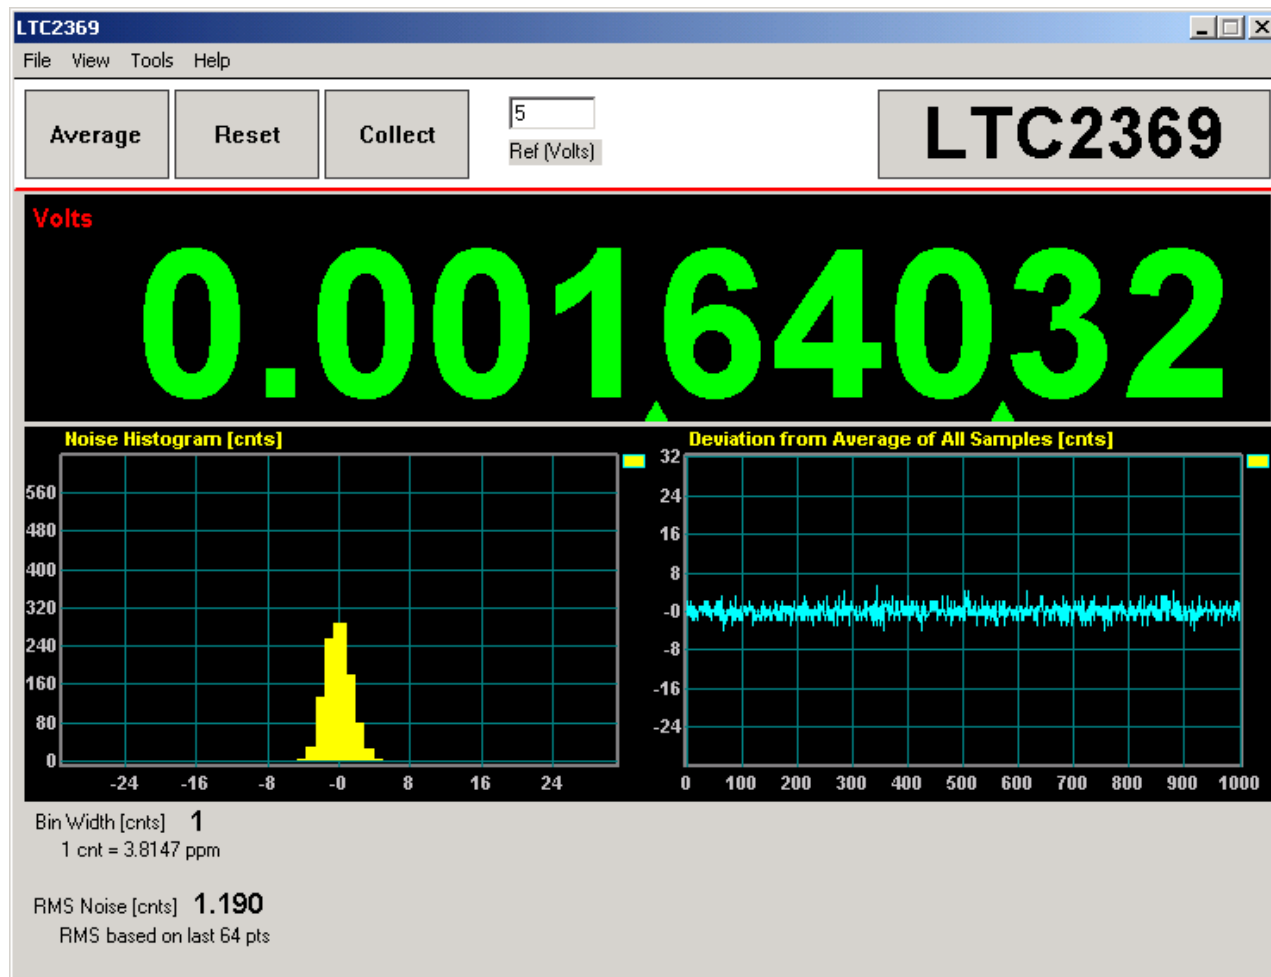 LTC2369
File View Tools Help
Average Reset Collect 5 LTC2369
Ref (Volts)
Volts
0.00164032
Noise Histogram [cnts]
560
480
400
320
240
160
80
0
-24 -16 -8 -0 8 16 24
Deviation from Average of All Samples [cnts]
32
24
16
8
-0
-8
-16
-24
0 100 200 300 400 500 600 700 800 900 1000
Bin Width [cnts] 1
1 cnt = 3.8147 ppm
RMS Noise [cnts] 1.190
RMS based on last 64 pts